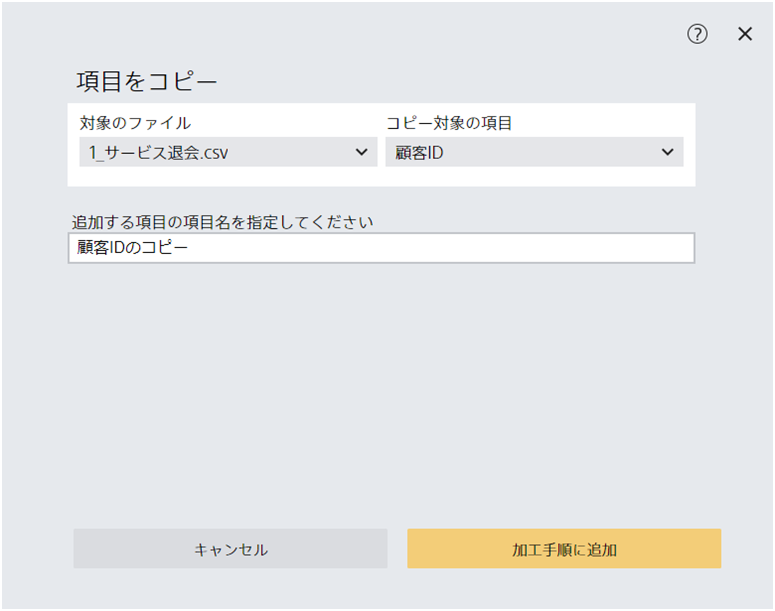 ?
項目をコピー
対象のファイル
コピー対象の項目
1_サービス退会.csv
顧客ID
追加する項目の項目名を指定してください
顧客IDのコピー
キャンセル
加工手順に追加